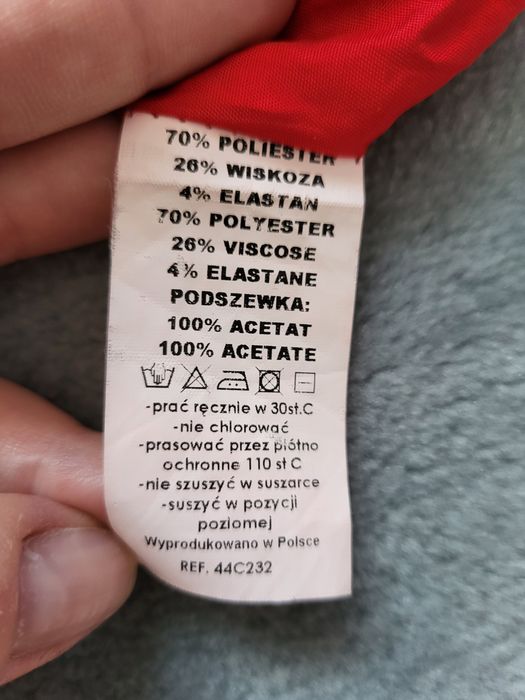 70% POLIESTER
26% WISKOZA
4% ELASTAN
70% POLYESTER
26% VISCOSE
4% ELASTANE
PODSZEWKA:
100% ACETAT
100% ACETATE
-prać ręcznie w 30st.C
-nie chlorować
-prasować przez płótno
ochronne 110 st C
-nie szuszyć w suszarce
-suszyć w pozycji
poziomej
Wyprodukowano w Polsce
REF. 44C232